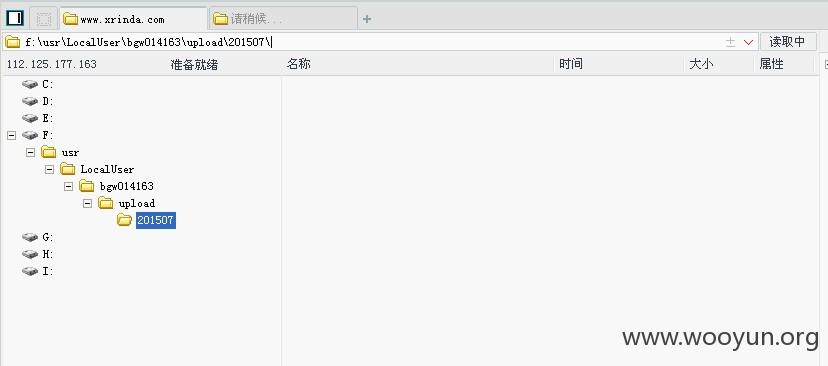 www.xrinda.com 请稍候...
f:\usr\LocalUser\bgw014163\upload\201507\ 读取中
112.125.177.163 准备就绪 名称 时间 大小 属性
C:
D:
E:
F:
usr
LocalUser
bgw014163
upload
201507
G:
H:
I:
www.wooyun.org